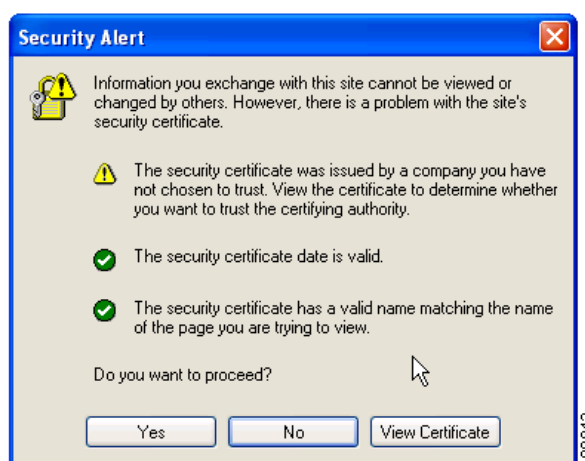 Security Alert
Information you exchange with this site cannot be viewed or
changed by others. However, there is a problem with the site's
security certificate.
The security certificate was issued by a company you have
not chosen to trust. View the certificate to determine whether
you want to trust the certifying authority.
The security certificate date is valid.
The security certificate has a valid name matching the name
of the page you are trying to view.
Do you want to proceed?
Yes
No
View Certificate